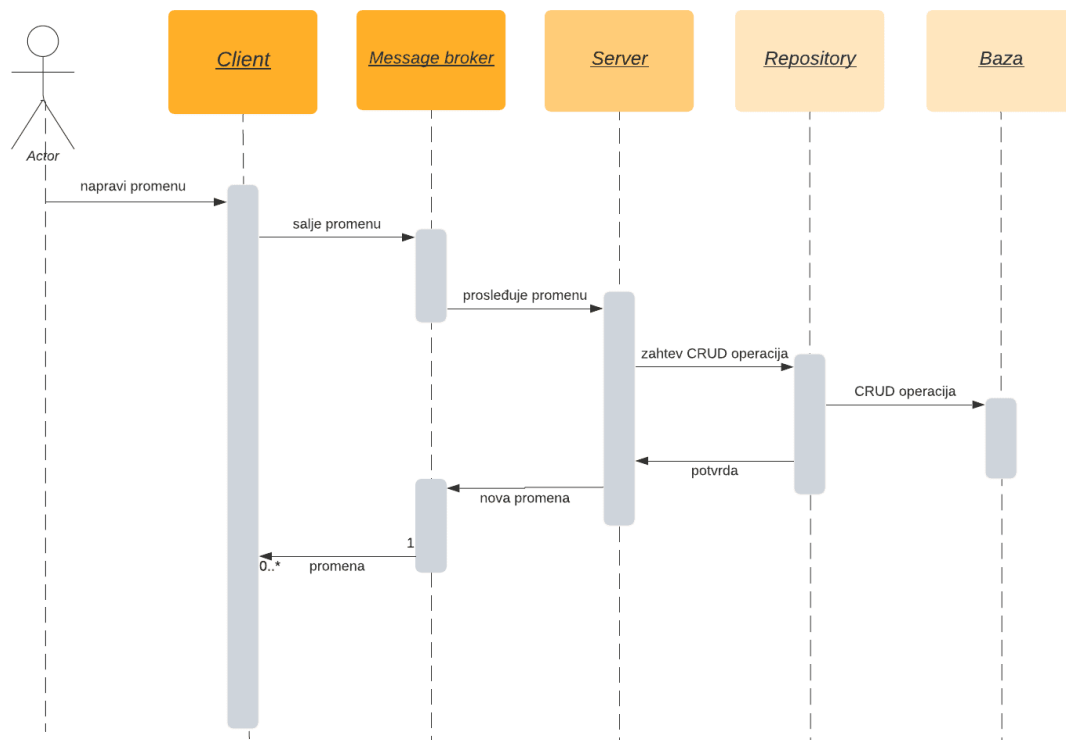 Client
Message broker
Server
Repository
Baza
Actor
napravi promenu
salje promenu
prosleđuje promenu
zahtev CRUD operacija
CRUD operacija
potvrda
nova promena
1
0..*
promena